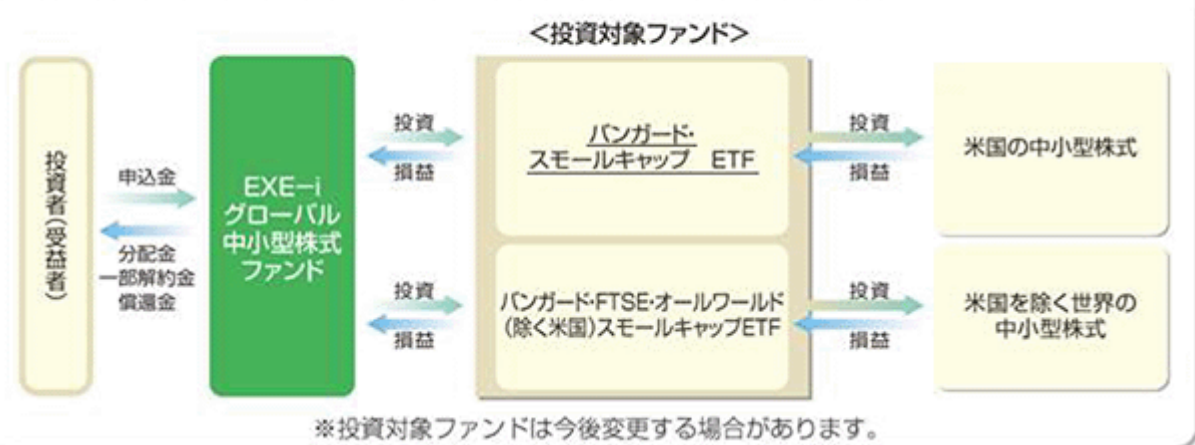 <投資対象ファンド>
投資者(受益者)
申込金
分配金
一部解約金
償還金
EXE-i
グローバル
中小型株式
ファンド
投資
損益
バンガード・
スモールキャップ ETF
投資
損益
米国の中小型株式
投資
損益
バンガード・FTSE・オールワールド
(除く米国)スモールキャップETF
投資
損益
米国を除く世界の
中小型株式
※投資対象ファンドは今後変更する場合があります。